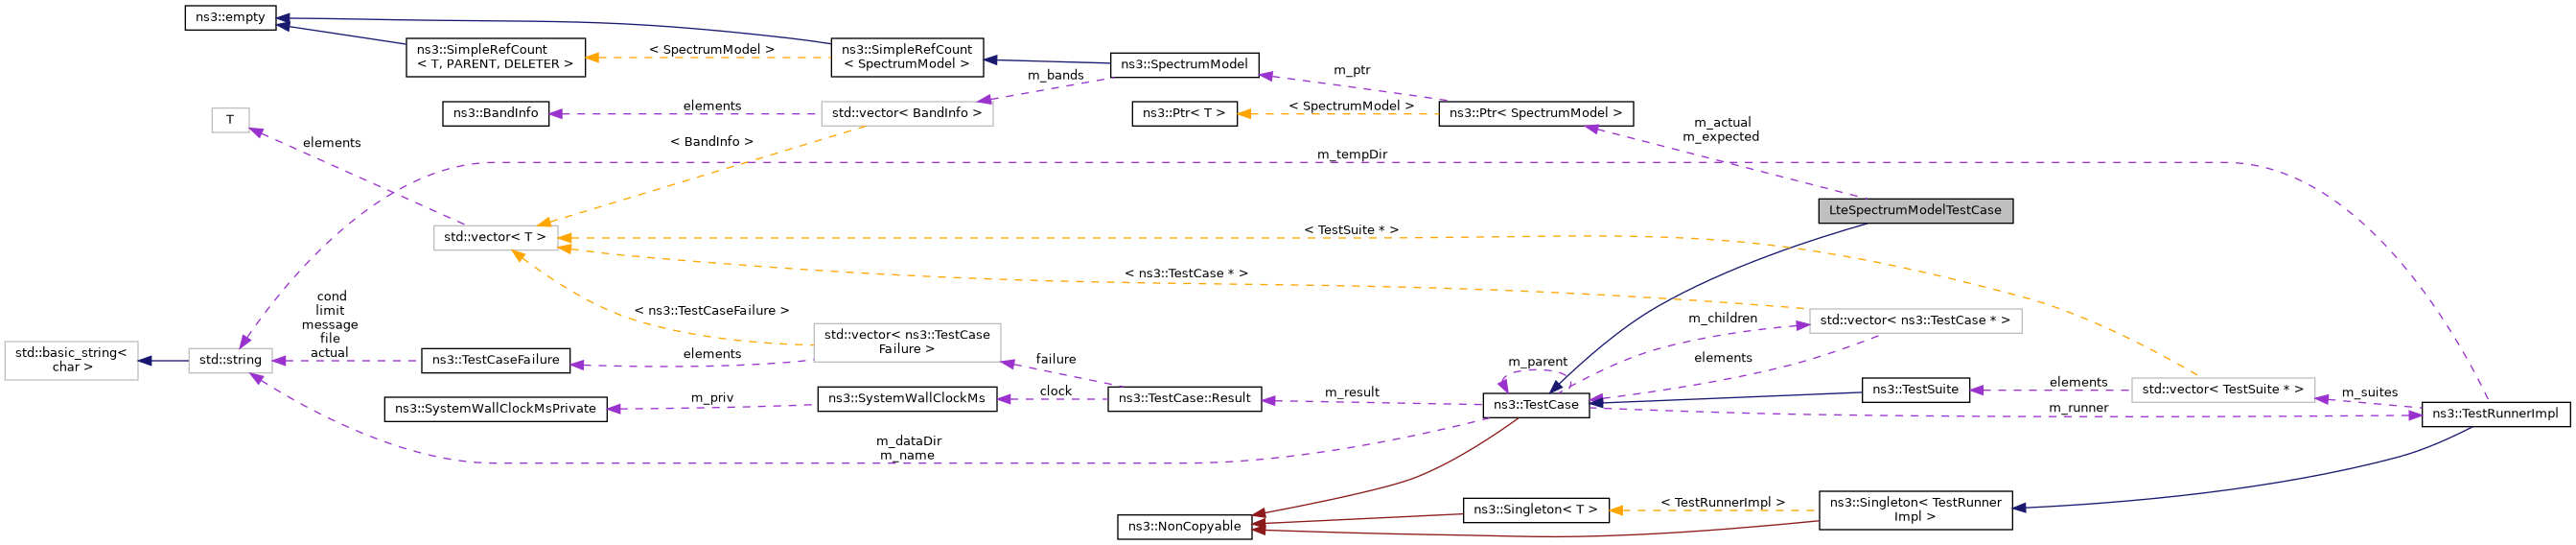 ns3::empty
ns3::SimpleRefCount
< T, PARENT, DELETER >
< SpectrumModel >
ns3::SimpleRefCount
< SpectrumModel >
ns3::SpectrumModel
m_bands
m_ptr
T
ns3::BandInfo
elements
std::vector< BandInfo >
ns3::Ptr< T >
< SpectrumModel >
ns3::Ptr< SpectrumModel >
elements
< BandInfo >
m_tempDir
m_actual
m_expected
LteSpectrumModelTestCase
std::vector< T >
< TestSuite * >
< ns3::TestCase * >
< ns3::TestCaseFailure >
cond
limit
message
file
actual
std::basic_string<
char >
std::string
ns3::TestCaseFailure
elements
std::vector< ns3::TestCase
Failure >
failure
m_parent
m_children
elements
std::vector< ns3::TestCase * >
ns3::SystemWallClockMsPrivate
m_priv
ns3::SystemWallClockMs
clock
ns3::TestCase::Result
m_result
ns3::TestCase
ns3::TestSuite
elements
std::vector< TestSuite * >
m_suites
m_runner
ns3::TestRunnerImpl
m_dataDir
m_name
ns3::NonCopyable
ns3::Singleton< T >
< TestRunnerImpl >
ns3::Singleton< TestRunner
Impl >